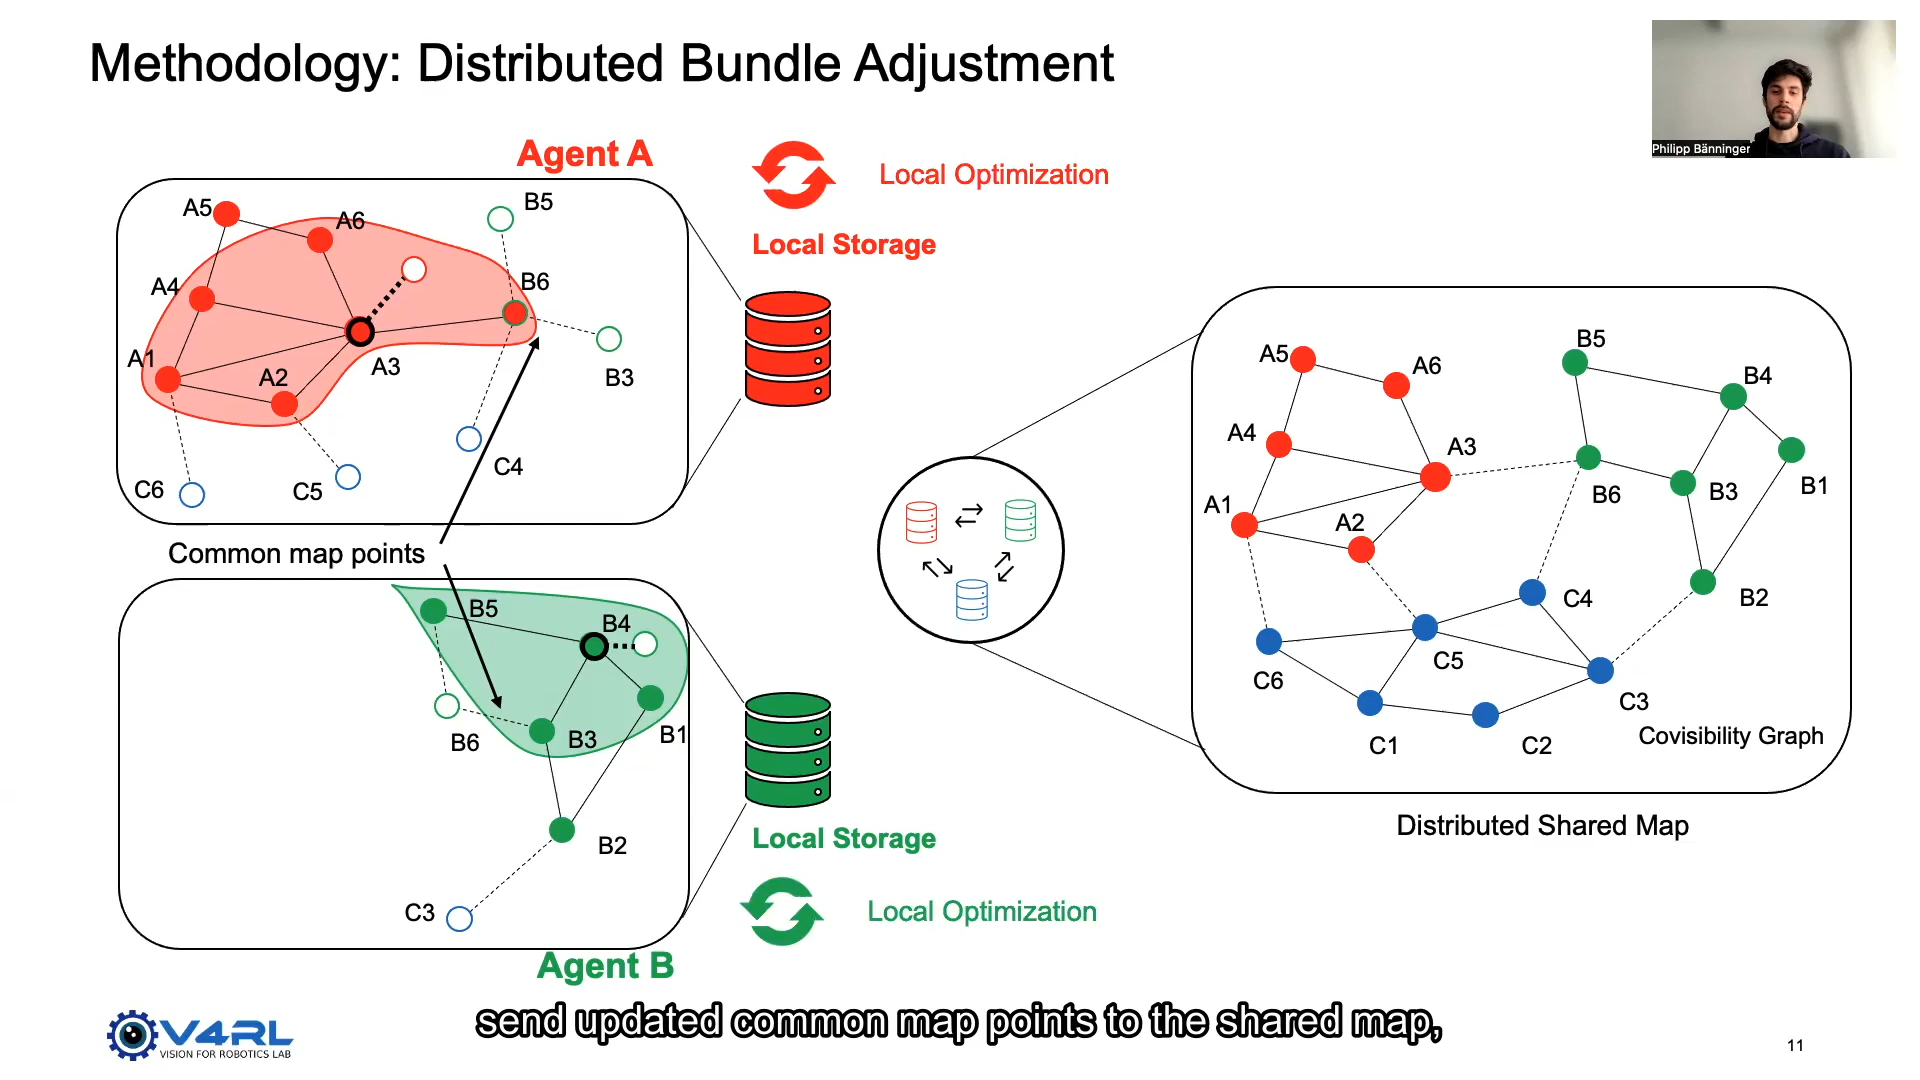 Methodology: Distributed Bundle Adjustment
Philipp Bänninger
Agent A
Local Optimization
Local Storage
A5
A6
B5
A4
B6
A1
A2
A3
B3
C6
C5
C4
Common map points
B5
B4
B6
B3
B1
B2
C3
Local Storage
Local Optimization
Agent B
A5
A6
B5
B4
A4
A3
A1
A2
B6
B3
B1
C4
B2
C5
C6
C3
C1
C2
Covisibility Graph
Distributed Shared Map
send updated common map points to the shared map,
V4RL
VISION FOR ROBOTICS LAB
11